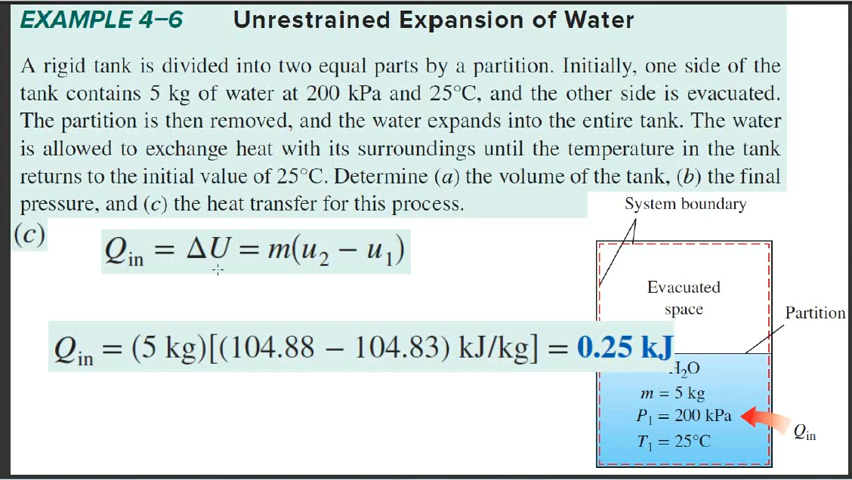 EXAMPLE 4–6 Unrestrained Expansion of Water
A rigid tank is divided into two equal parts by a partition. Initially, one side of the
tank contains 5 kg of water at 200 kPa and 25°C, and the other side is evacuated.
The partition is then removed, and the water expands into the entire tank. The water
is allowed to exchange heat with its surroundings until the temperature in the tank
returns to the initial value of 25°C. Determine (a) the volume of the tank, (b) the final
pressure, and (c) the heat transfer for this process.
(c)
Q_in = ΔU = m(u₂ − u₁)
Q_in = (5 kg)[(104.88 − 104.83) kJ/kg] = 0.25 kJ
System boundary
Evacuated
space
Partition
H₂O
m = 5 kg
P₁ = 200 kPa
T₁ = 25°C
Q_in